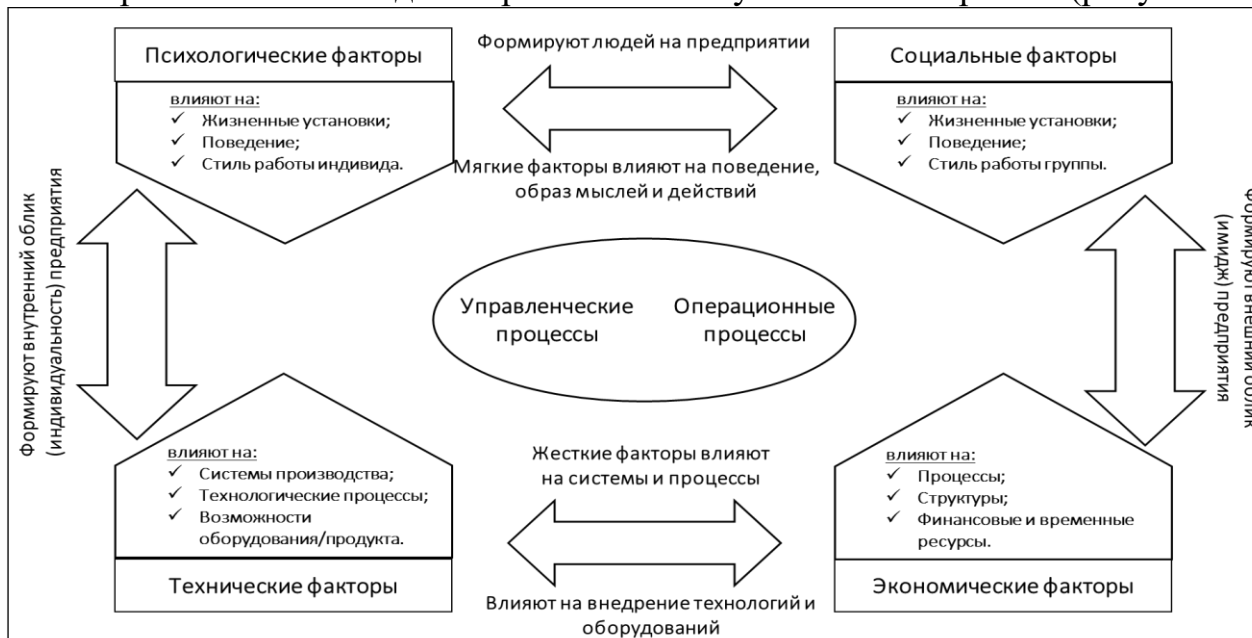 Психологические факторы
влияют на:
✓ Жизненные установки;
✓ Поведение;
✓ Стиль работы индивида.
Формируют людей на предприятии
Мягкие факторы влияют на поведение,
образ мыслей и действий
Социальные факторы
влияют на:
✓ Жизненные установки;
✓ Поведение;
✓ Стиль работы группы.
Формируют внутренний облик
(индивидуальность) предприятия
Управленческие
процессы
Операционные
процессы
Формируют внешний облик
(имидж) предприятия
влияют на:
✓ Системы производства;
✓ Технологические процессы;
✓ Возможности
оборудования/продукта.
Технические факторы
Жесткие факторы влияют
на системы и процессы
Влияют на внедрение технологий и
оборудований
влияют на:
✓ Процессы;
✓ Структуры;
✓ Финансовые и временные
ресурсы.
Экономические факторы